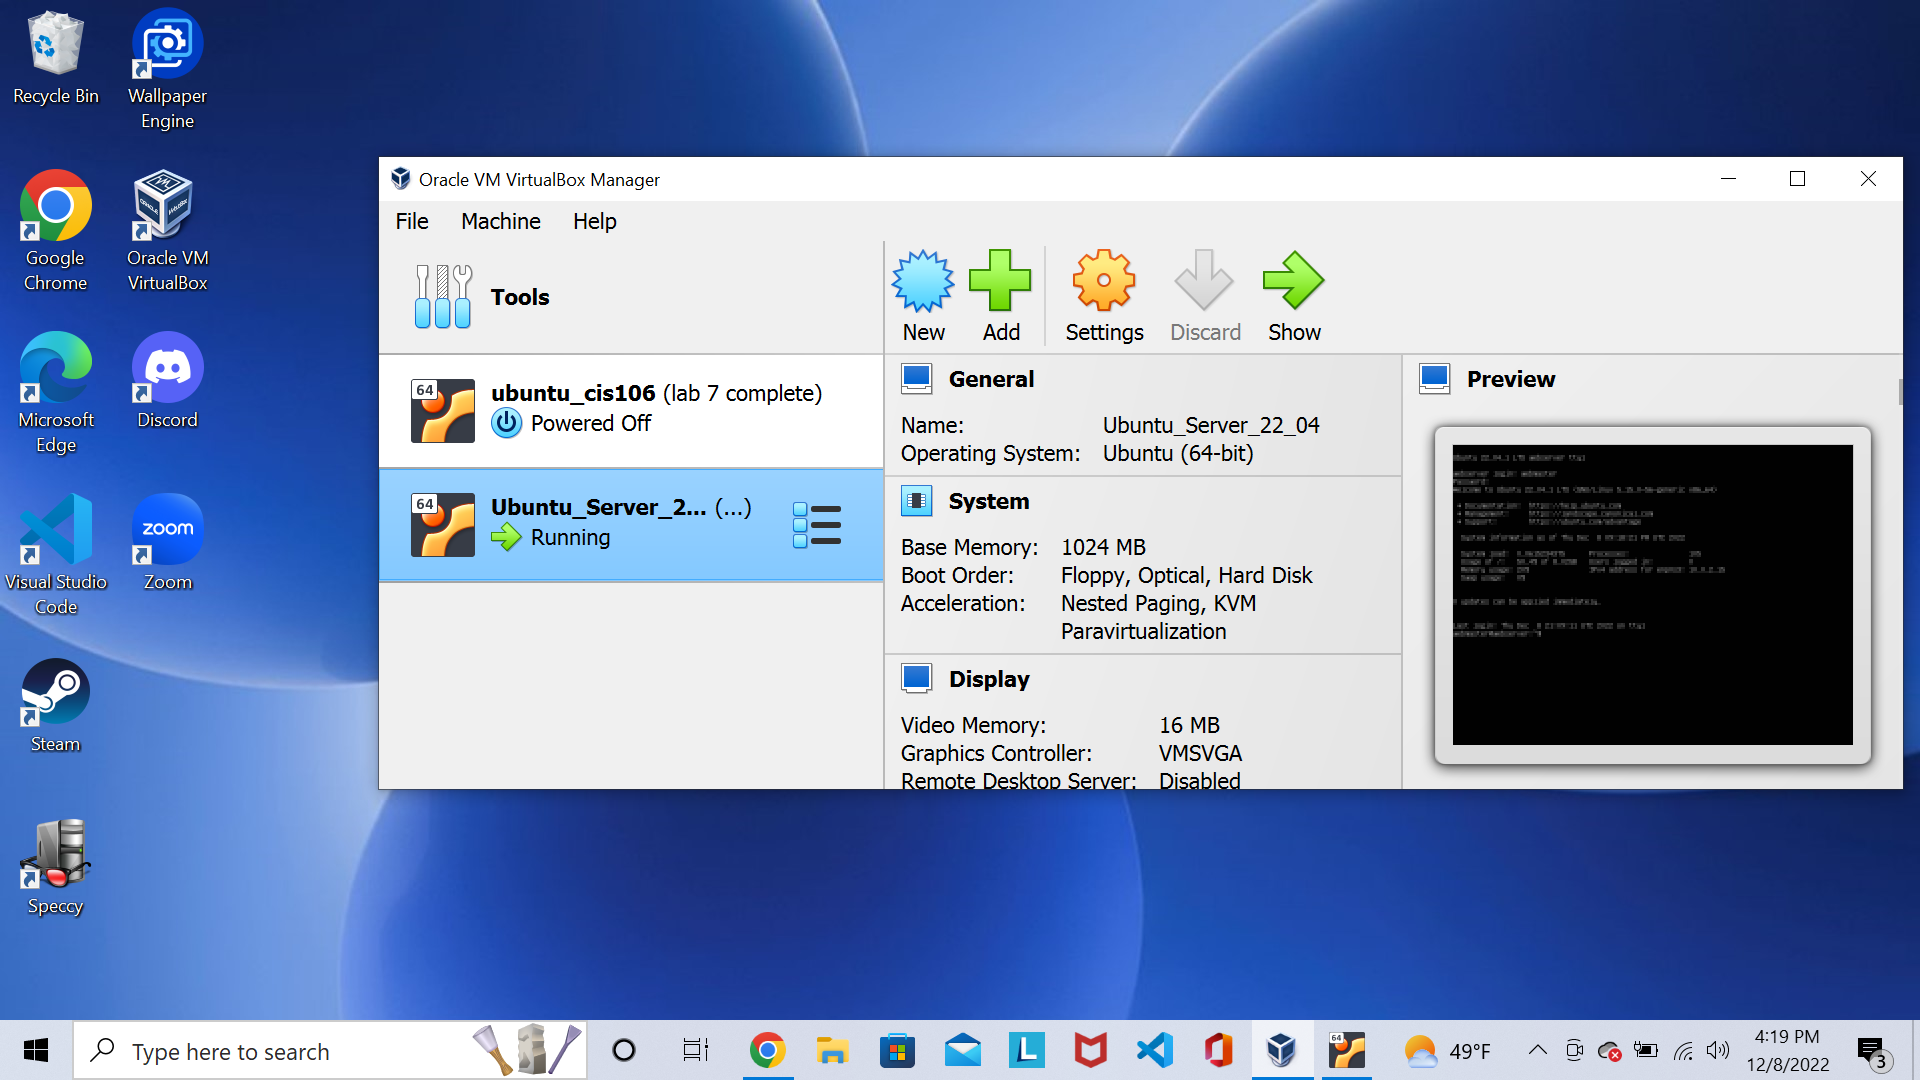 Recycle Bin
Wallpaper
Engine
Google
Chrome
Oracle VM
VirtualBox
Microsoft
Edge
Discord
Visual Studio
Code
zoom
Zoom
Steam
Speccy
Oracle VM VirtualBox Manager
File Machine Help
Tools
New Add Settings Discard Show
64
ubuntu_cis106 (lab 7 complete)
Powered Off
64
Ubuntu_Server_2... (...)
Running
General
Name: Ubuntu_Server_22_04
Operating System: Ubuntu (64-bit)
System
Base Memory: 1024 MB
Boot Order: Floppy, Optical, Hard Disk
Acceleration: Nested Paging, KVM
Paravirtualization
Display
Video Memory: 16 MB
Graphics Controller: VMSVGA
Remote Desktop Server: Disabled
Preview
Type here to search
L
64
49°F
4:19 PM
12/8/2022
3